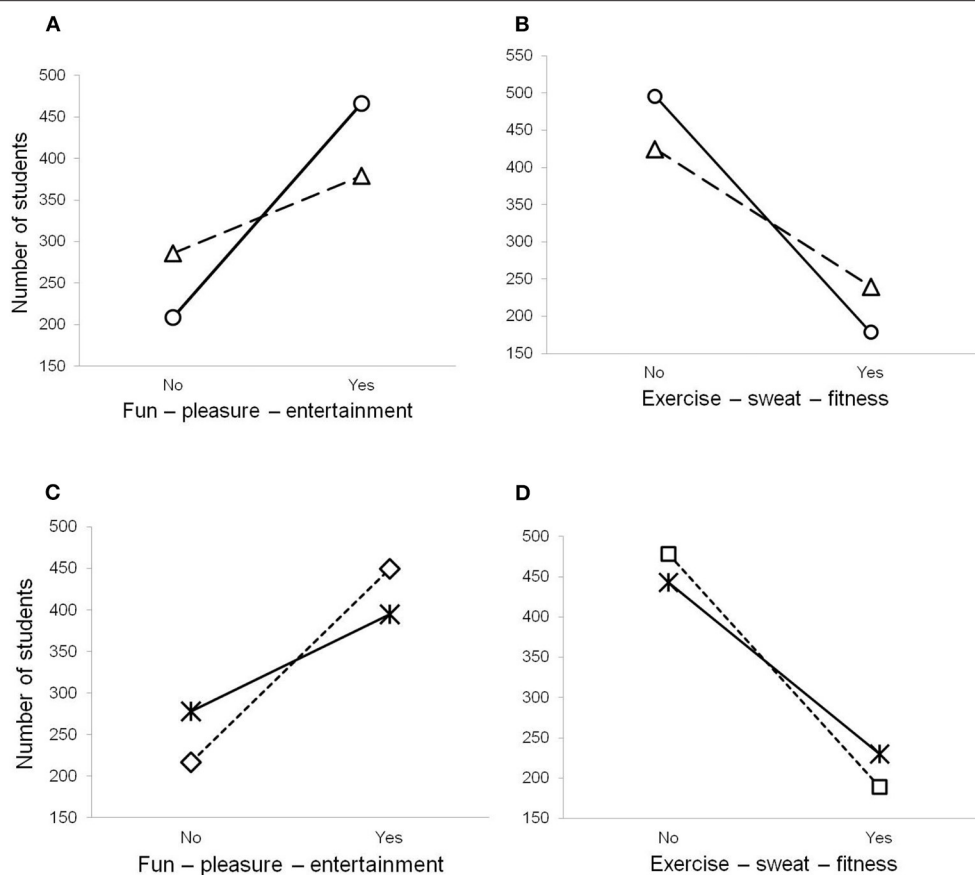 A
500
450
400
350
300
250
200
150
Number of students
No
Yes
Fun – pleasure – entertainment
B
550
500
450
400
350
300
250
200
150
No
Yes
Exercise – sweat – fitness
C
500
450
400
350
300
250
200
150
Number of students
No
Yes
Fun – pleasure – entertainment
D
500
450
400
350
300
250
200
150
No
Yes
Exercise – sweat – fitness